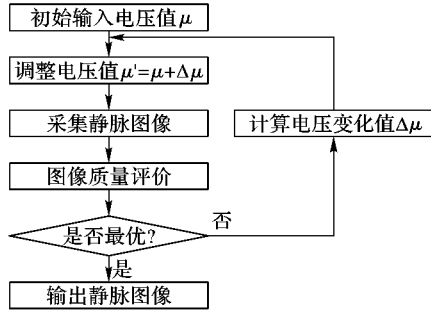 初始输入电压值μ
调整电压值μ'=μ+Δμ
采集静脉图像
计算电压变化值Δμ
图像质量评价
否
是否最优?
是
输出静脉图像